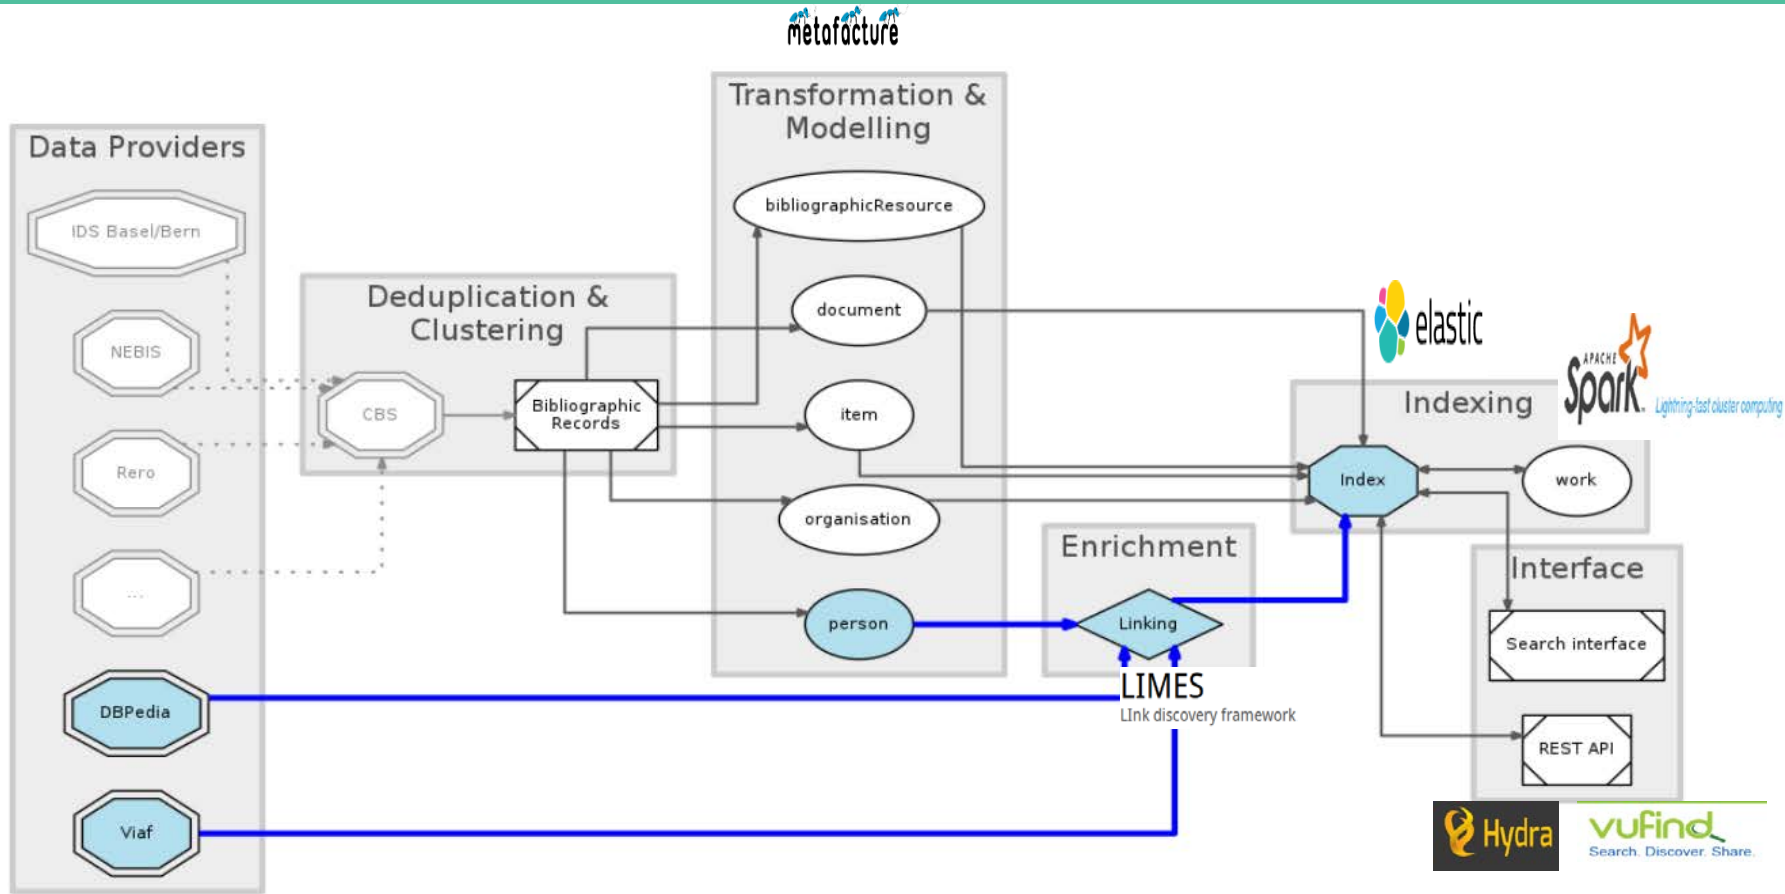 metafacture
Transformation &
Modelling
Data Providers
bibliographicResource
IDS Basel/Bern
Deduplication &
Clustering
document
elastic
NEBIS
APACHE
Spark
Lightning-fast cluster computing
Indexing
CBS
Bibliographic
Records
item
Rero
Index
work
organisation
Enrichment
Interface
...
person
Linking
Search interface
LIMES
LInk discovery framework
DBPedia
REST API
Viaf
Hydra
vufind
Search. Discover. Share.